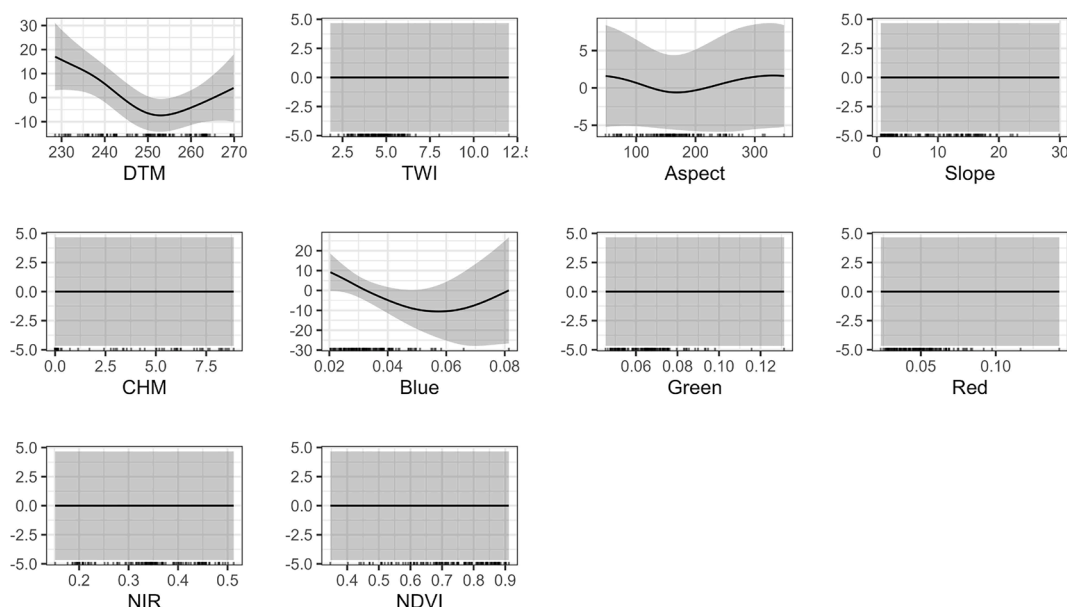 30
20
10
0
-10
230 240 250 260 270
DTM
5.0
2.5
0.0
-2.5
-5.0
2.5 5.0 7.5 10.0 12.5
TWI
5
0
-5
100 200 300
Aspect
5.0
2.5
0.0
-2.5
-5.0
0 10 20 30
Slope
5.0
2.5
0.0
-2.5
-5.0
0.0 2.5 5.0 7.5
CHM
20
10
0
-10
-20
-30
0.02 0.04 0.06 0.08
Blue
5.0
2.5
0.0
-2.5
-5.0
0.06 0.08 0.10 0.12
Green
5.0
2.5
0.0
-2.5
-5.0
0.05 0.10
Red
5.0
2.5
0.0
-2.5
-5.0
0.2 0.3 0.4 0.5
NIR
5.0
2.5
0.0
-2.5
-5.0
0.4 0.5 0.6 0.7 0.8 0.9
NDVI